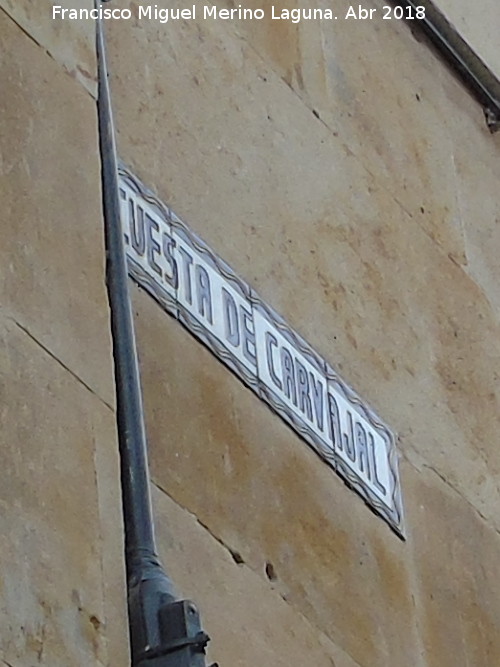 Francisco Miguel Merino Laguna. Abr 2018
CUESTA DE CARVAJAL